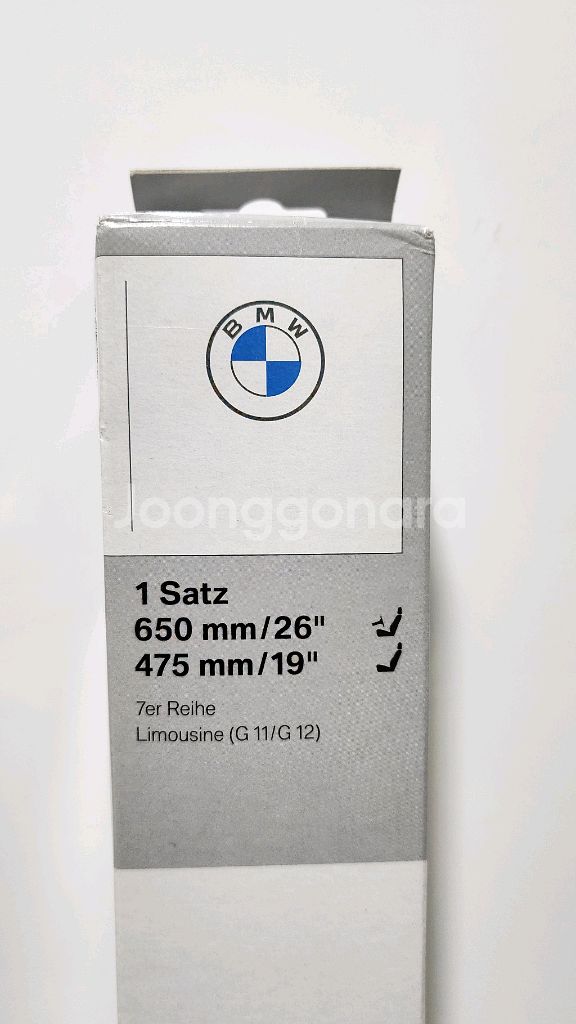 BMW
Joonggonara
1 Satz
650 mm/26"
475 mm/19"
7er Reihe
Limousine (G 11/G 12)